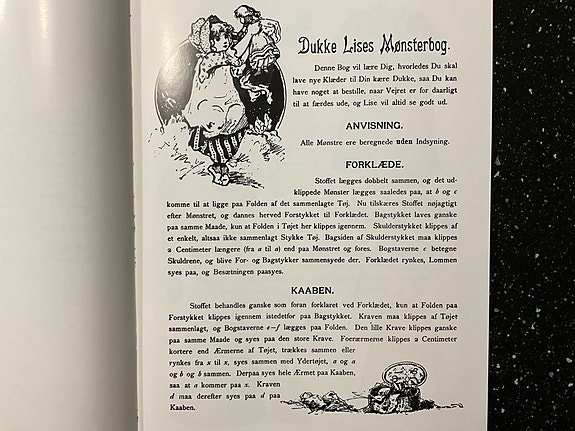 Dukke Lises Mønsterbog.
Denne Bog vil lære Dig, hvorledes Du skal
lave nye Klæder til Din kære Dukke, saa Du kan
have noget at bestille, naar Vejret er for daarligt
til at færdes ude, og Lise vil altid se godt ud.
ANVISNING.
Alle Mønstre ere beregnede uden Indsyning.
FORKLÆDE.
Stoffet lægges dobbelt sammen, og det ud-
klippede Mønster lægges saaledes paa, at b og c
komme til at ligge paa Folden af det sammenlagte Tøj. Nu tilskæres Stoffet nøjagtigt
efter Mønstret, og dannes herved Forstykket til Forklædet. Bagstykket laves ganske
paa samme Maade, kun at Folden i Tøjet her klippes igennem. Skulderstykket klippes af
et enkelt, altsaa ikke sammenlagt Stykke Tøj. Bagsiden af Skulderstykket maa klippes
2 Centimeter længere (fra a til a) end paa Mønstret og fores. Bogstaverne c betegne
Skuldrene, og blive For- og Bagstykker sammensyede der. Forklædet rynkes, Lommen
syes paa, og Besætningen paasyes.
KAABEN.
Stoffet behandles ganske som foran forklaret ved Forklædet, kun at Folden paa
Forstykket klippes igennem istedetfor paa Bagstykket. Kraven maa klippes af Tøjet
sammenlagt, og Bogstaverne e—f lægges paa Folden. Den lille Krave klippes ganske
paa samme Maade og syes paa den store Krave. Foerærmerne klippes 2 Centimeter
kortere end Ærmerne af Tøjet, trækkes sammen eller
rynkes fra x til x, syes sammen med Ydertøjet, a og a
og b og b sammen. Derpaa syes hele Ærmet paa Kaaben,
saa at a kommer paa x. Kraven
d maa derefter syes paa d paa
Kaaben.